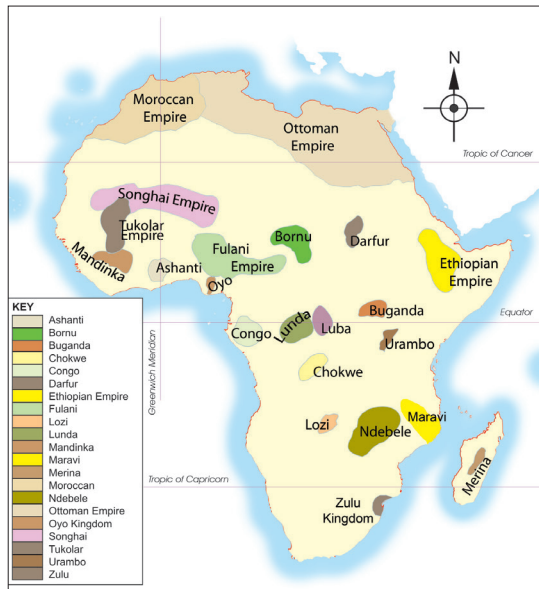 Moroccan
Empire
Ottoman
Empire
N
Tropic of Cancer
Songhai Empire
Tukolar
Empire
Mandinka
Ashanti
Fulani
Empire
Oyo
Bornu
Darfur
Ethiopian
Empire
Buganda
Equator
Congo
Lunda
Luba
Urambo
Chokwe
Greenwich Meridian
Lozi
Ndebele
Maravi
Merina
Tropic of Capricorn
Zulu
Kingdom
KEY
Ashanti
Bornu
Buganda
Chokwe
Congo
Darfur
Ethiopian Empire
Fulani
Lozi
Lunda
Mandinka
Maravi
Merina
Moroccan
Ndebele
Ottoman Empire
Oyo Kingdom
Songhai
Tukolar
Urambo
Zulu